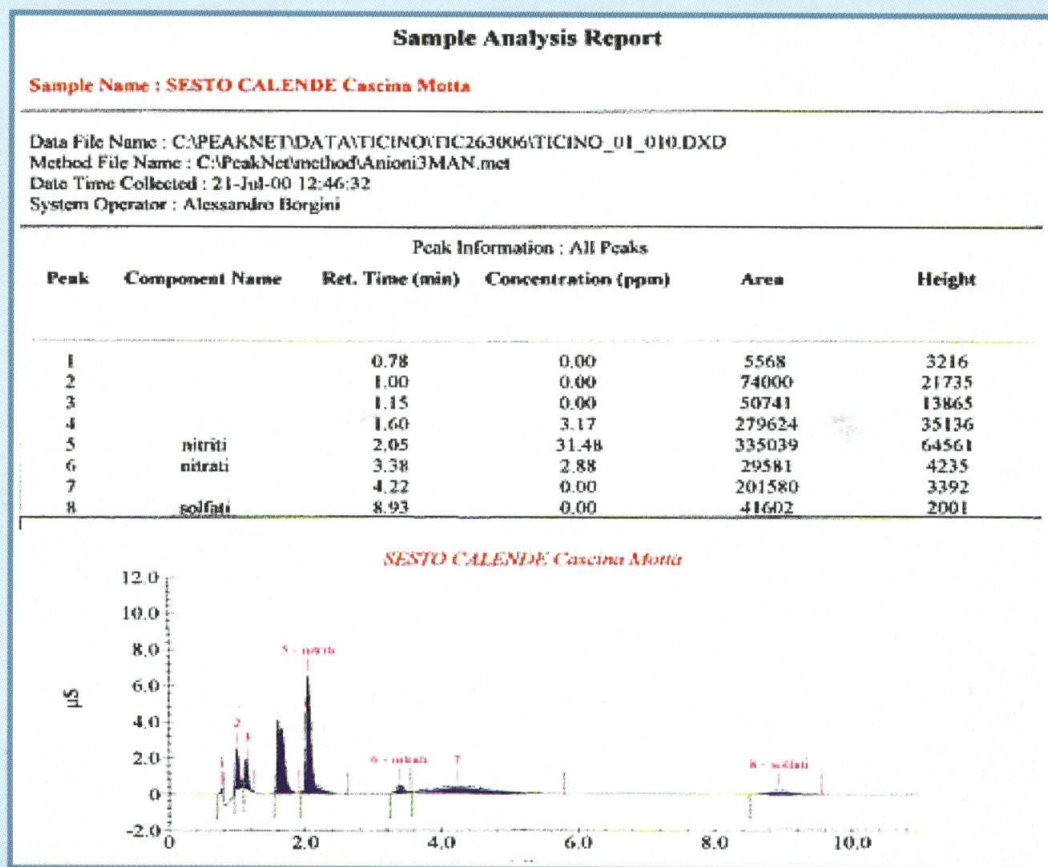 Sample Analysis Report
Sample Name : SESTO CALENDE Cascina Motta
Data File Name : C:\PEAKNET\DATA\TICINO\TIC263006\TICINO_01_010.DXD
Method File Name : C:\PeakNet\method\Anioni3MAN.met
Date Time Collected : 21-Jul-00 12:46:32
System Operator : Alessandro Borgini
Peak Information : All Peaks
Peak Component Name Ret. Time (min) Concentration (ppm) Area Height
1 0.78 0.00 5568 3216
2 1.00 0.00 74000 21735
3 1.15 0.00 50741 13865
4 1.60 3.17 279624 35136
5 nitriti 2.05 31.48 335039 64561
6 nitrati 3.38 2.88 29581 4235
7 4.22 0.00 201580 3392
8 solfati 8.93 0.00 41602 2001
SESTO CALENDE Cascina Motta
12.0
10.0
8.0
5 - nitriti
6.0
µS
4.0
2
3
2.0
6 - nitrati 7
8 - solfati
0
-2.0
0 2.0 4.0 6.0 8.0 10.0